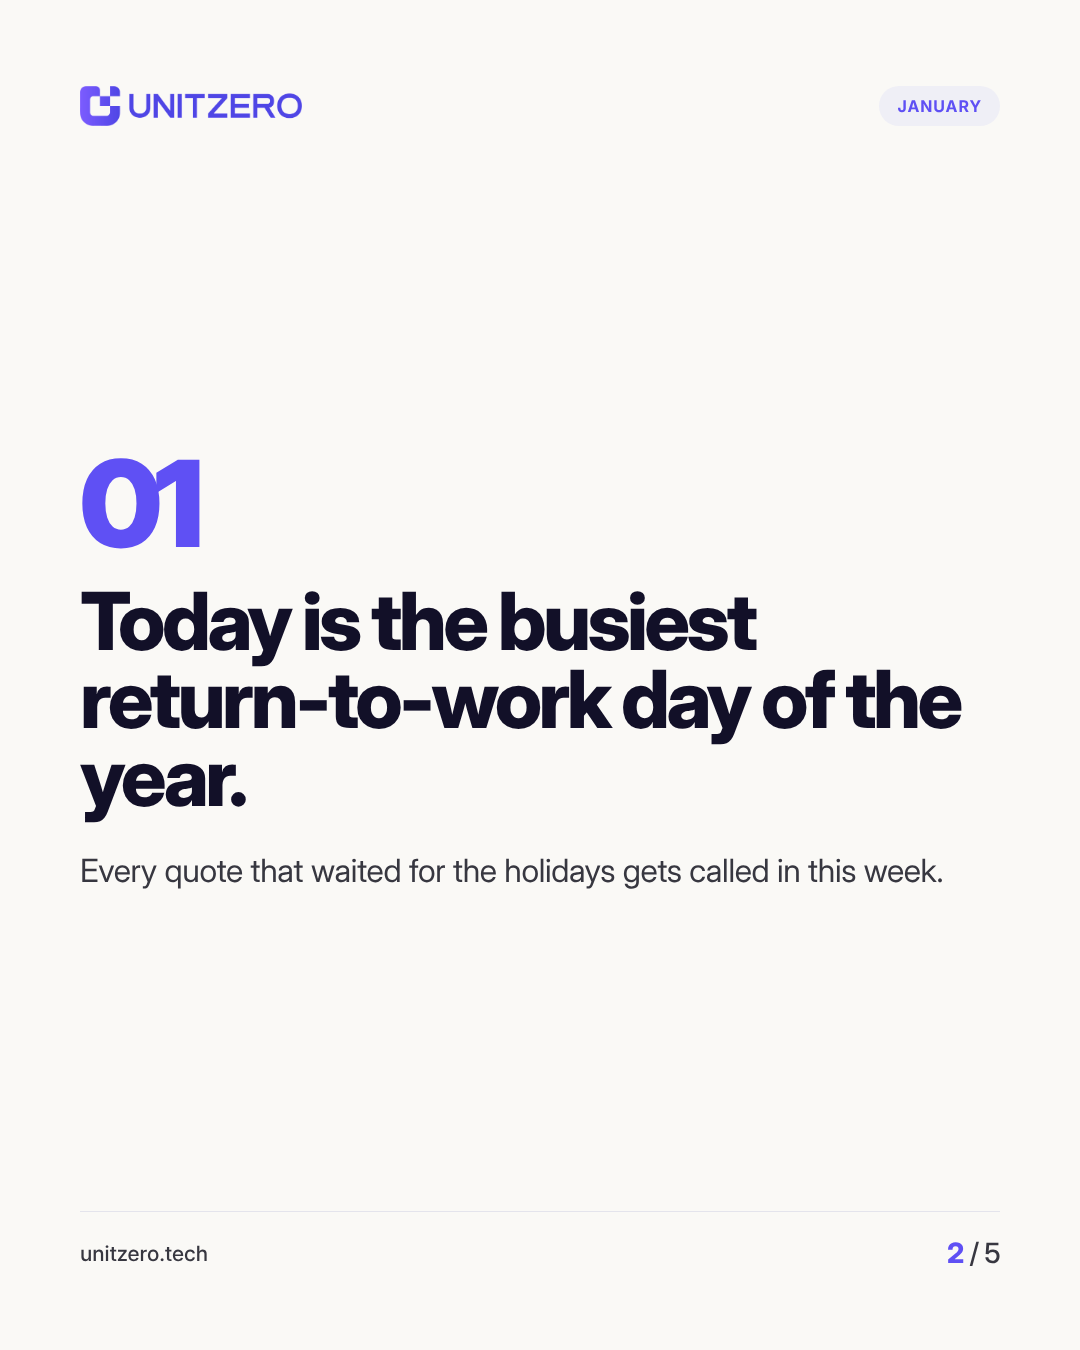 UNITZERO
JANUARY
01
Today is the busiest
return-to-work day of the
year.
Every quote that waited for the holidays gets called in this week.
unitzero.tech
2 / 5